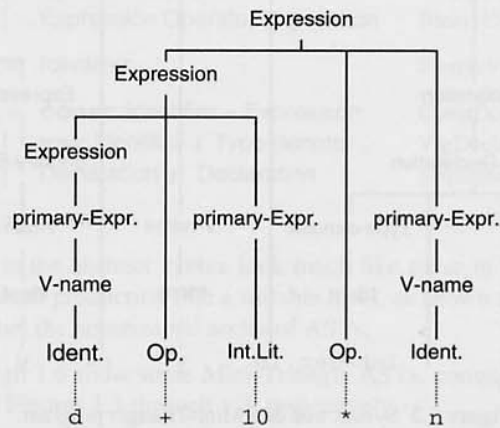 Expression
Expression
Expression
primary-Expr. primary-Expr. primary-Expr.
V-name V-name
Ident. Op. Int.Lit. Op. Ident.
d + 10 * n